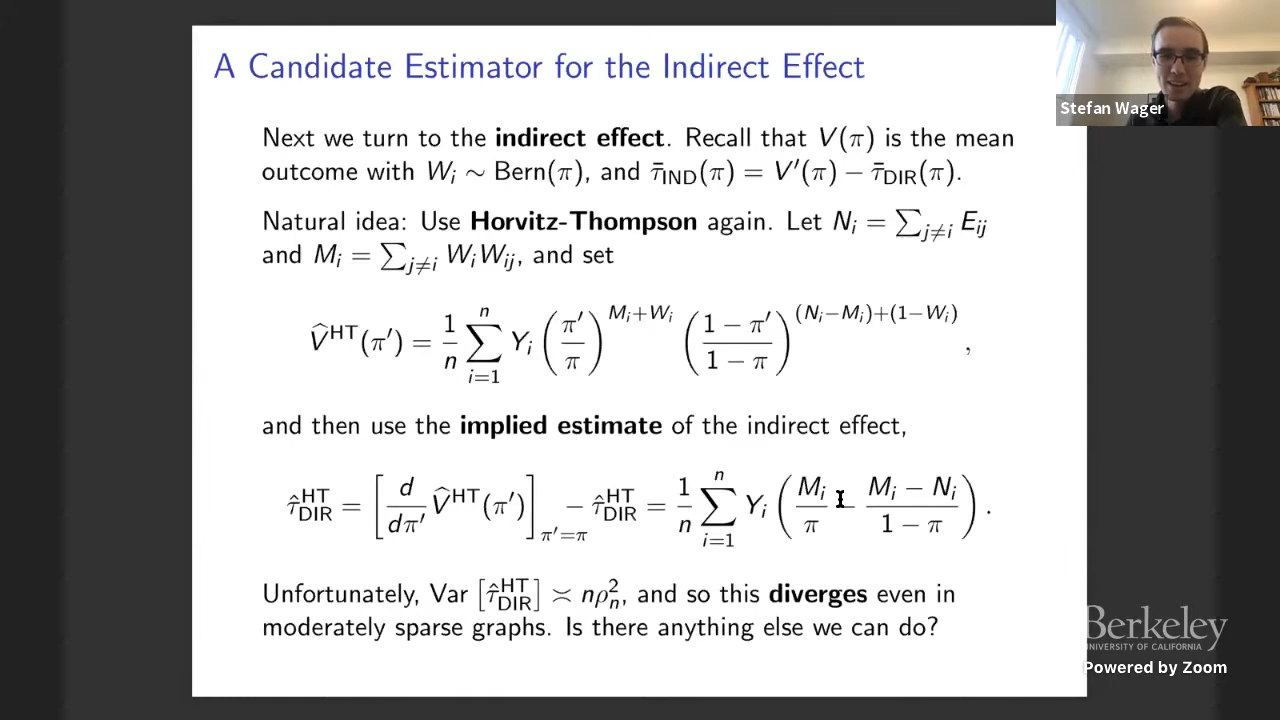 A Candidate Estimator for the Indirect Effect
Next we turn to the indirect effect. Recall that V(π) is the mean
outcome with Wᵢ ∼ Bern(π), and τ̄_IND(π) = V′(π) − τ̄_DIR(π).
Natural idea: Use Horvitz-Thompson again. Let Nᵢ = ∑_{j≠i} E_{ij}
and Mᵢ = ∑_{j≠i} WᵢW_{ij}, and set
V̂^HT(π′) = 1/n ∑_{i=1}^{n} Yᵢ (π′/π)^{Mᵢ+Wᵢ} ((1 − π′)/(1 − π))^{(Nᵢ−Mᵢ)+(1−Wᵢ)},
and then use the implied estimate of the indirect effect,
τ̂_DIR^HT = [d/dπ′ V̂^HT(π′)]_{π′=π} − τ̂_DIR^HT = 1/n ∑_{i=1}^{n} Yᵢ (Mᵢ/π − (Mᵢ − Nᵢ)/(1 − π)).
Unfortunately, Var [τ̂_DIR^HT] ≍ nρₙ², and so this diverges even in
moderately sparse graphs. Is there anything else we can do?
Stefan Wager
Berkeley
UNIVERSITY OF CALIFORNIA
Powered by Zoom